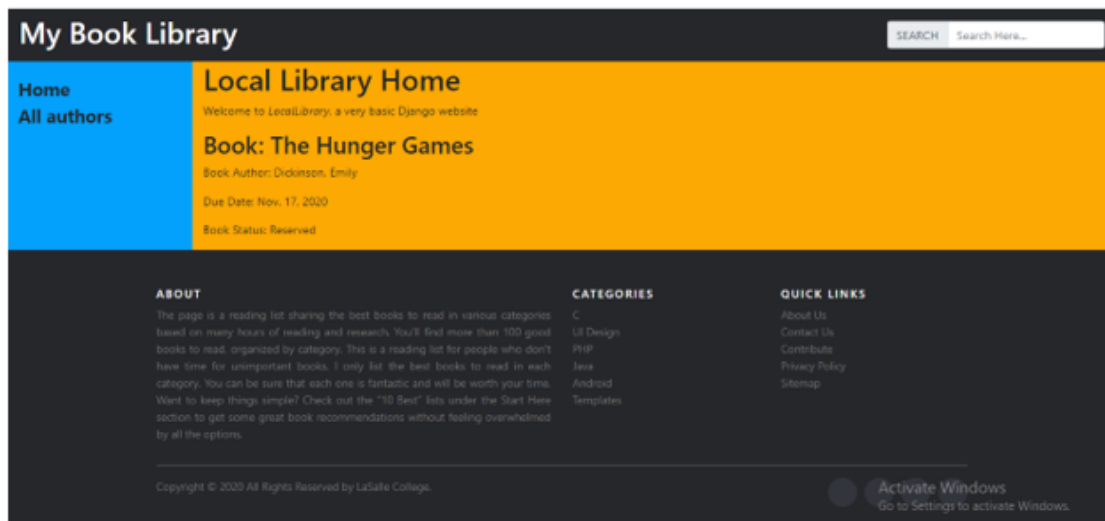 My Book Library
SEARCH Search Here...
Home
All authors
Local Library Home
Welcome to LocalLibrary, a very basic Django website
Book: The Hunger Games
Book Author: Dickinson, Emily
Due Date: Nov. 17, 2020
Book Status: Reserved
ABOUT
The page is a reading list sharing the best books to read in various categories
based on many hours of reading and research. You'll find more than 100 good
books to read, organized by category. This is a reading list for people who don't
have time for unimportant books. I only list the best books to read in each
category. You can be sure that each one is fantastic and will be worth your time.
Want to keep things simple? Check out the "10 Best" lists under the Start Here
section to get some great book recommendations without feeling overwhelmed
by all the options.
CATEGORIES
C
UI Design
PHP
Java
Android
Templates
QUICK LINKS
About Us
Contact Us
Contribute
Privacy Policy
Sitemap
Copyright © 2020 All Rights Reserved by LaSalle College.
Activate Windows
Go to Settings to activate Windows.